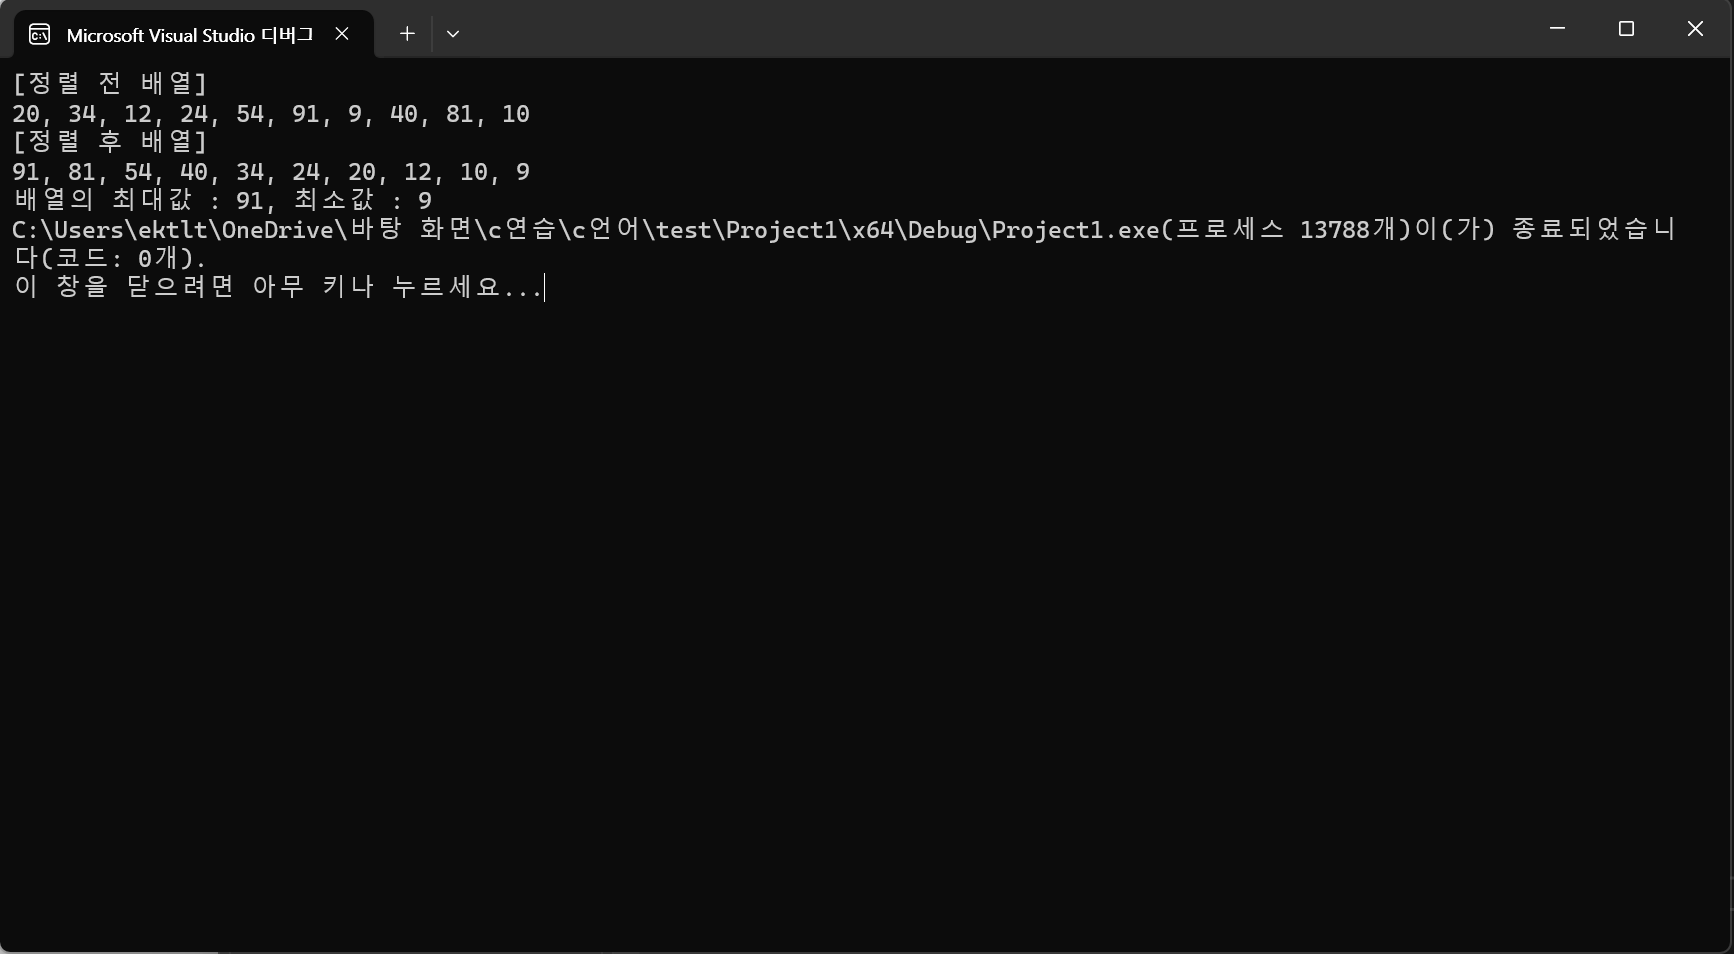 Microsoft Visual Studio 디버그
[정렬 전 배열]
20, 34, 12, 24, 54, 91, 9, 40, 81, 10
[정렬 후 배열]
91, 81, 54, 40, 34, 24, 20, 12, 10, 9
배열의 최대값 : 91, 최소값 : 9
C:\Users\ektlt\OneDrive\바탕 화면\c연습\c언어\test\Project1\x64\Debug\Project1.exe(프로세스 13788개)이(가) 종료되었습니
다(코드: 0개).
이 창을 닫으려면 아무 키나 누르세요...